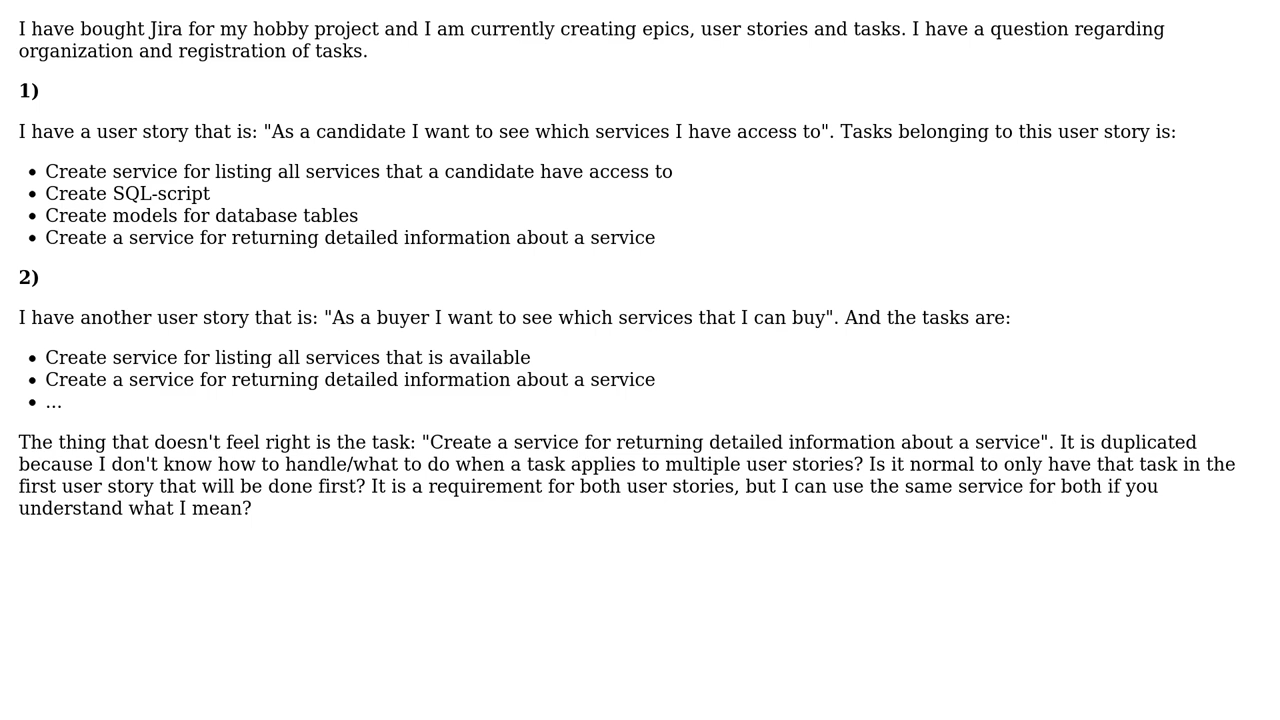 I have bought Jira for my hobby project and I am currently creating epics, user stories and tasks. I have a question regarding
organization and registration of tasks.
1)
I have a user story that is: "As a candidate I want to see which services I have access to". Tasks belonging to this user story is:
• Create service for listing all services that a candidate have access to
• Create SQL-script
• Create models for database tables
• Create a service for returning detailed information about a service
2)
I have another user story that is: "As a buyer I want to see which services that I can buy". And the tasks are:
• Create service for listing all services that is available
• Create a service for returning detailed information about a service
• ...
The thing that doesn't feel right is the task: "Create a service for returning detailed information about a service". It is duplicated
because I don't know how to handle/what to do when a task applies to multiple user stories? Is it normal to only have that task in the
first user story that will be done first? It is a requirement for both user stories, but I can use the same service for both if you
understand what I mean?